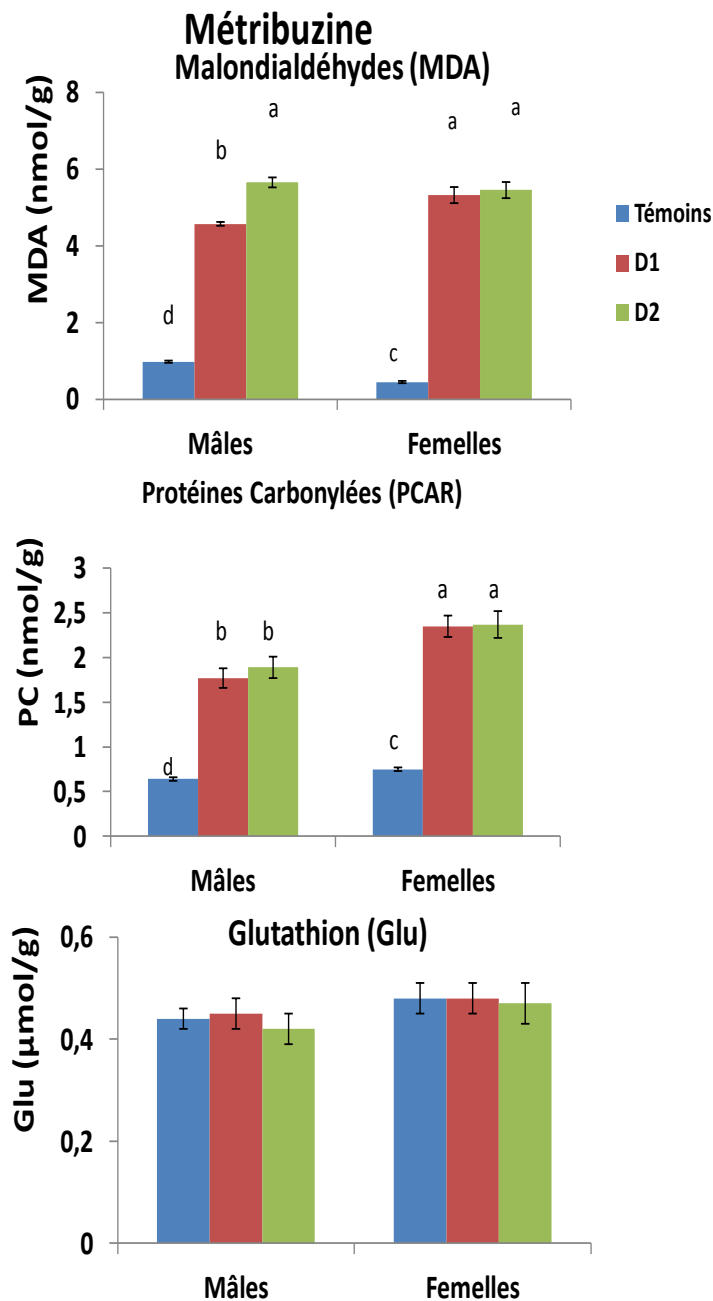 Métribuzine
Malondialdéhydes (MDA)
MDA (nmol/g)
8
6
4
2
0
d
b
a
c
a
a
Mâles
Femelles
Témoins
D1
D2
Protéines Carbonylées (PCAR)
PC (nmol/g)
3
2,5
2
1,5
1
0,5
0
d
b
b
c
a
a
Mâles
Femelles
Glutathion (Glu)
Glu (µmol/g)
0,6
0,4
0,2
0
Mâles
Femelles